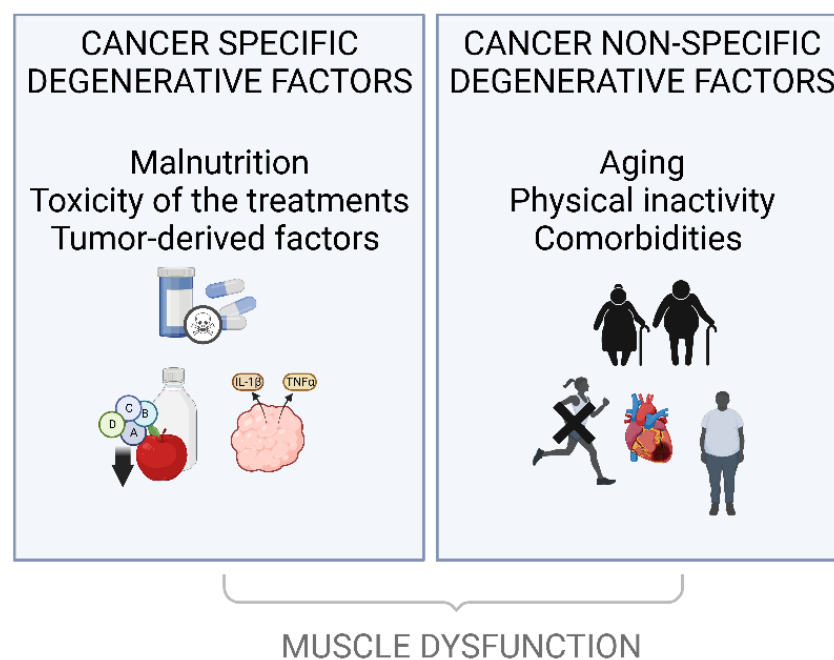 CANCER SPECIFIC
DEGENERATIVE FACTORS
Malnutrition
Toxicity of the treatments
Tumor-derived factors
IL-1β
TNFα
C
B
D
A
CANCER NON-SPECIFIC
DEGENERATIVE FACTORS
Aging
Physical inactivity
Comorbidities
MUSCLE DYSFUNCTION